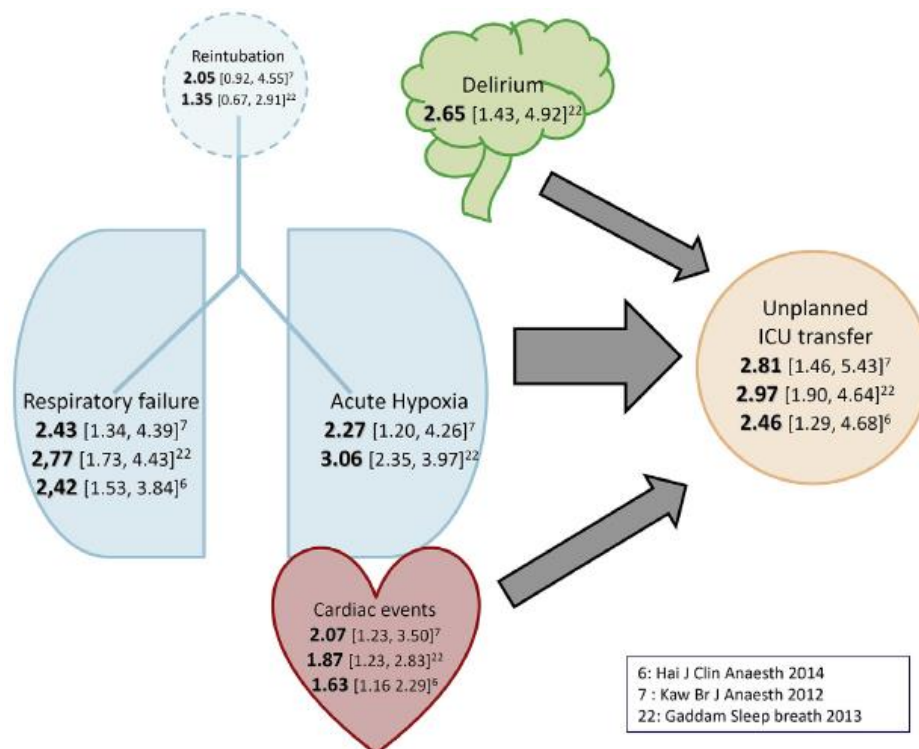 Reintubation
2.05 [0.92, 4.55]7
1.35 [0.67, 2.91]22
Delirium
2.65 [1.43, 4.92]22
Respiratory failure
2.43 [1.34, 4.39]7
2,77 [1.73, 4.43]22
2,42 [1.53, 3.84]6
Acute Hypoxia
2.27 [1.20, 4.26]7
3.06 [2.35, 3.97]22
Cardiac events
2.07 [1.23, 3.50]7
1.87 [1.23, 2.83]22
1.63 [1.16 2.29]6
Unplanned
ICU transfer
2.81 [1.46, 5.43]7
2.97 [1.90, 4.64]22
2.46 [1.29, 4.68]6
6: Hai J Clin Anaesth 2014
7 : Kaw Br J Anaesth 2012
22: Gaddam Sleep breath 2013